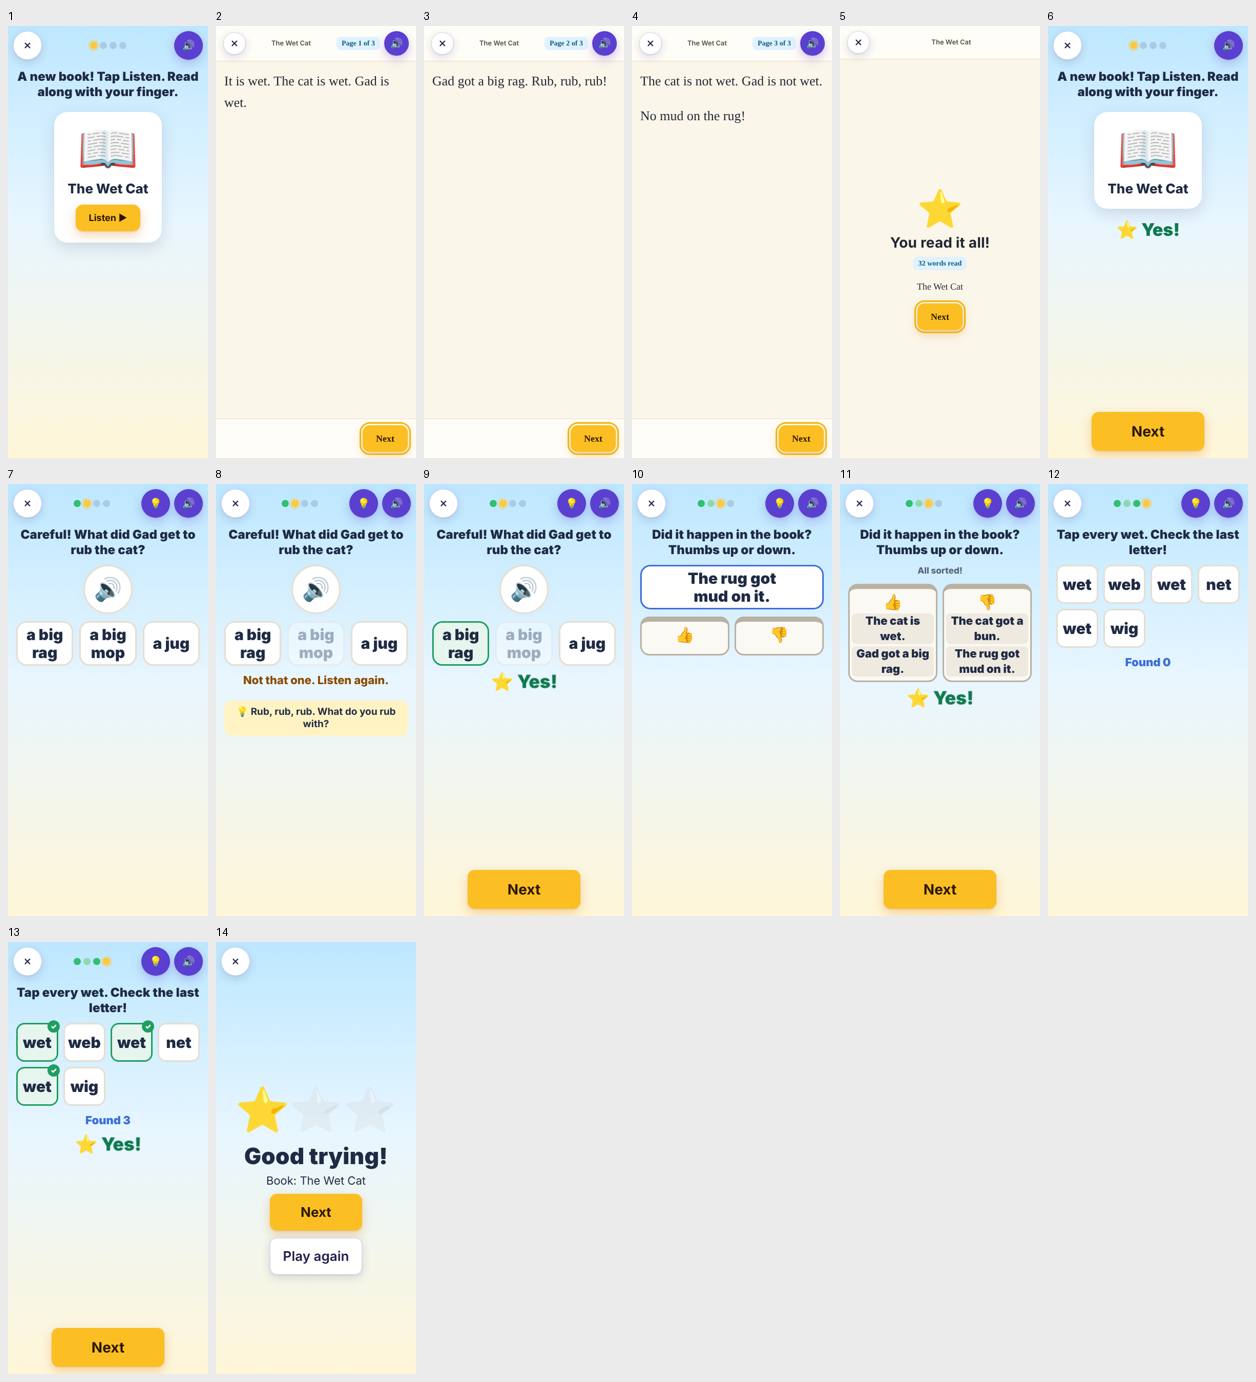 1
A new book! Tap Listen. Read
along with your finger.
The Wet Cat
Listen ▶
2
The Wet Cat
Page 1 of 3
It is wet. The cat is wet. Gad is
wet.
Next
3
The Wet Cat
Page 2 of 3
Gad got a big rag. Rub, rub, rub!
Next
4
The Wet Cat
Page 3 of 3
The cat is not wet. Gad is not wet.
No mud on the rug!
Next
5
The Wet Cat
You read it all!
32 words read
The Wet Cat
Next
6
A new book! Tap Listen. Read
along with your finger.
The Wet Cat
Yes!
Next
7
Careful! What did Gad get to
rub the cat?
a big
rag
a big
mop
a jug
8
Careful! What did Gad get to
rub the cat?
a big
rag
a big
mop
a jug
Not that one. Listen again.
Rub, rub, rub. What do you rub
with?
9
Careful! What did Gad get to
rub the cat?
a big
rag
a big
mop
a jug
Yes!
Next
10
Did it happen in the book?
Thumbs up or down.
The rug got
mud on it.
11
Did it happen in the book?
Thumbs up or down.
All sorted!
The cat is
wet.
Gad got a big
rag.
The cat got a
bun.
The rug got
mud on it.
Yes!
Next
12
Tap every wet. Check the last
letter!
wet web wet net
wet wig
Found 0
13
Tap every wet. Check the last
letter!
wet web wet net
wet wig
Found 3
Yes!
Next
14
Good trying!
Book: The Wet Cat
Next
Play again